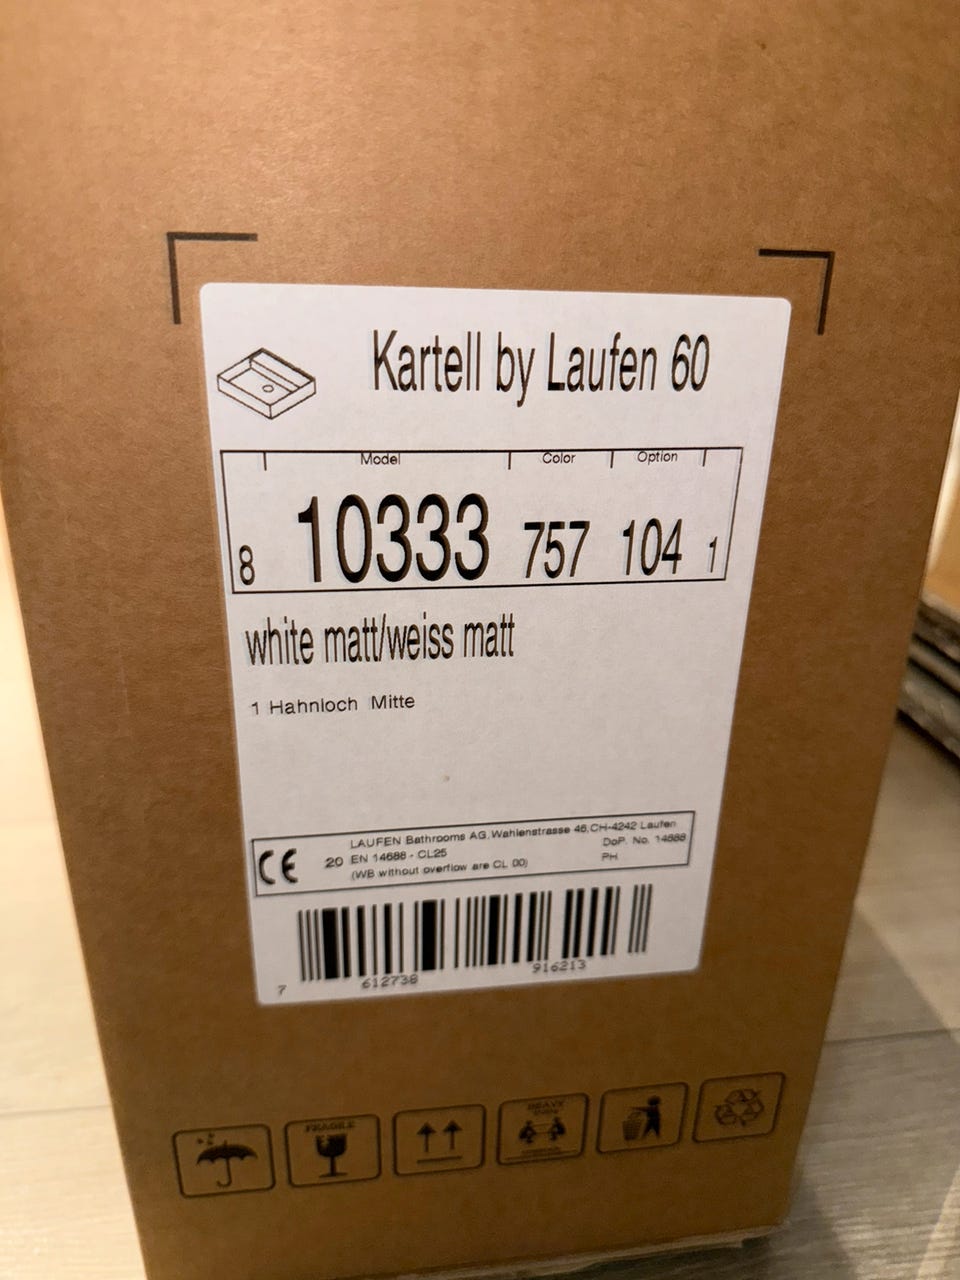 Kartell by Laufen 60
Model Color Option
8 10333 757 104 1
white matt/weiss matt
1 Hahnloch Mitte
LAUFEN Bathrooms AG, Wahlenstrasse 46, CH-4242 Laufen
CE 20 EN 14688 - CL25 DoP. No. 14688
(WB without overflow are CL 00) PH
7 612738 916213
FRAGILE
HEAVY